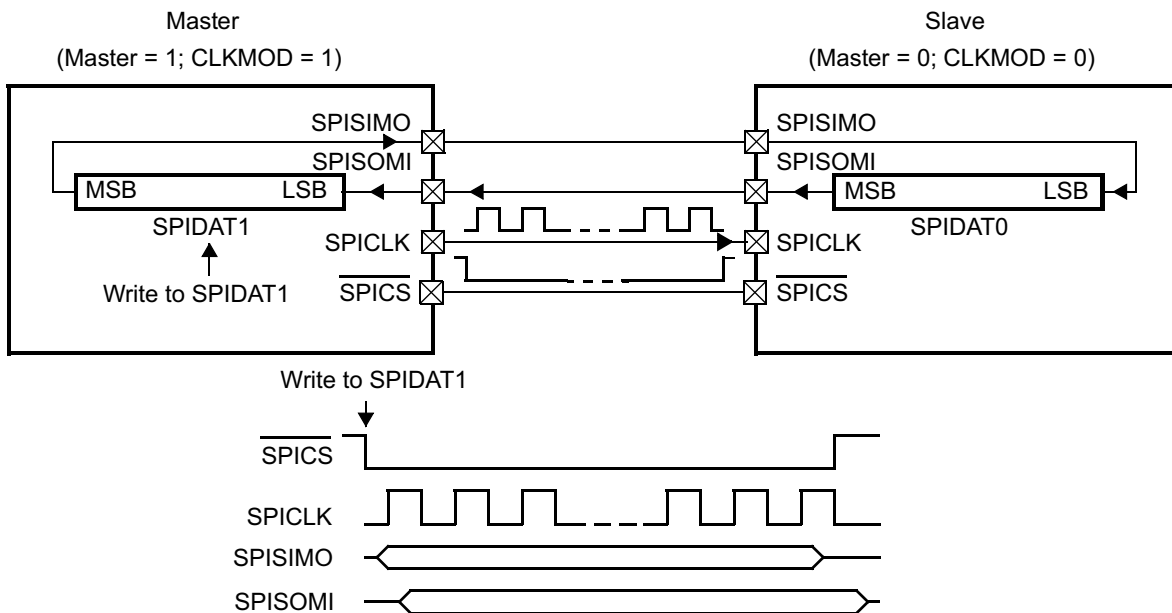 Master
(Master = 1; CLKMOD = 1)
Slave
(Master = 0; CLKMOD = 0)
SPISIMO
SPISOMI
MSB LSB
SPIDAT1
Write to SPIDAT1
SPICLK
SPICS
SPISIMO
SPISOMI
MSB LSB
SPIDAT0
SPICLK
SPICS
Write to SPIDAT1
SPICS
SPICLK
SPISIMO
SPISOMI